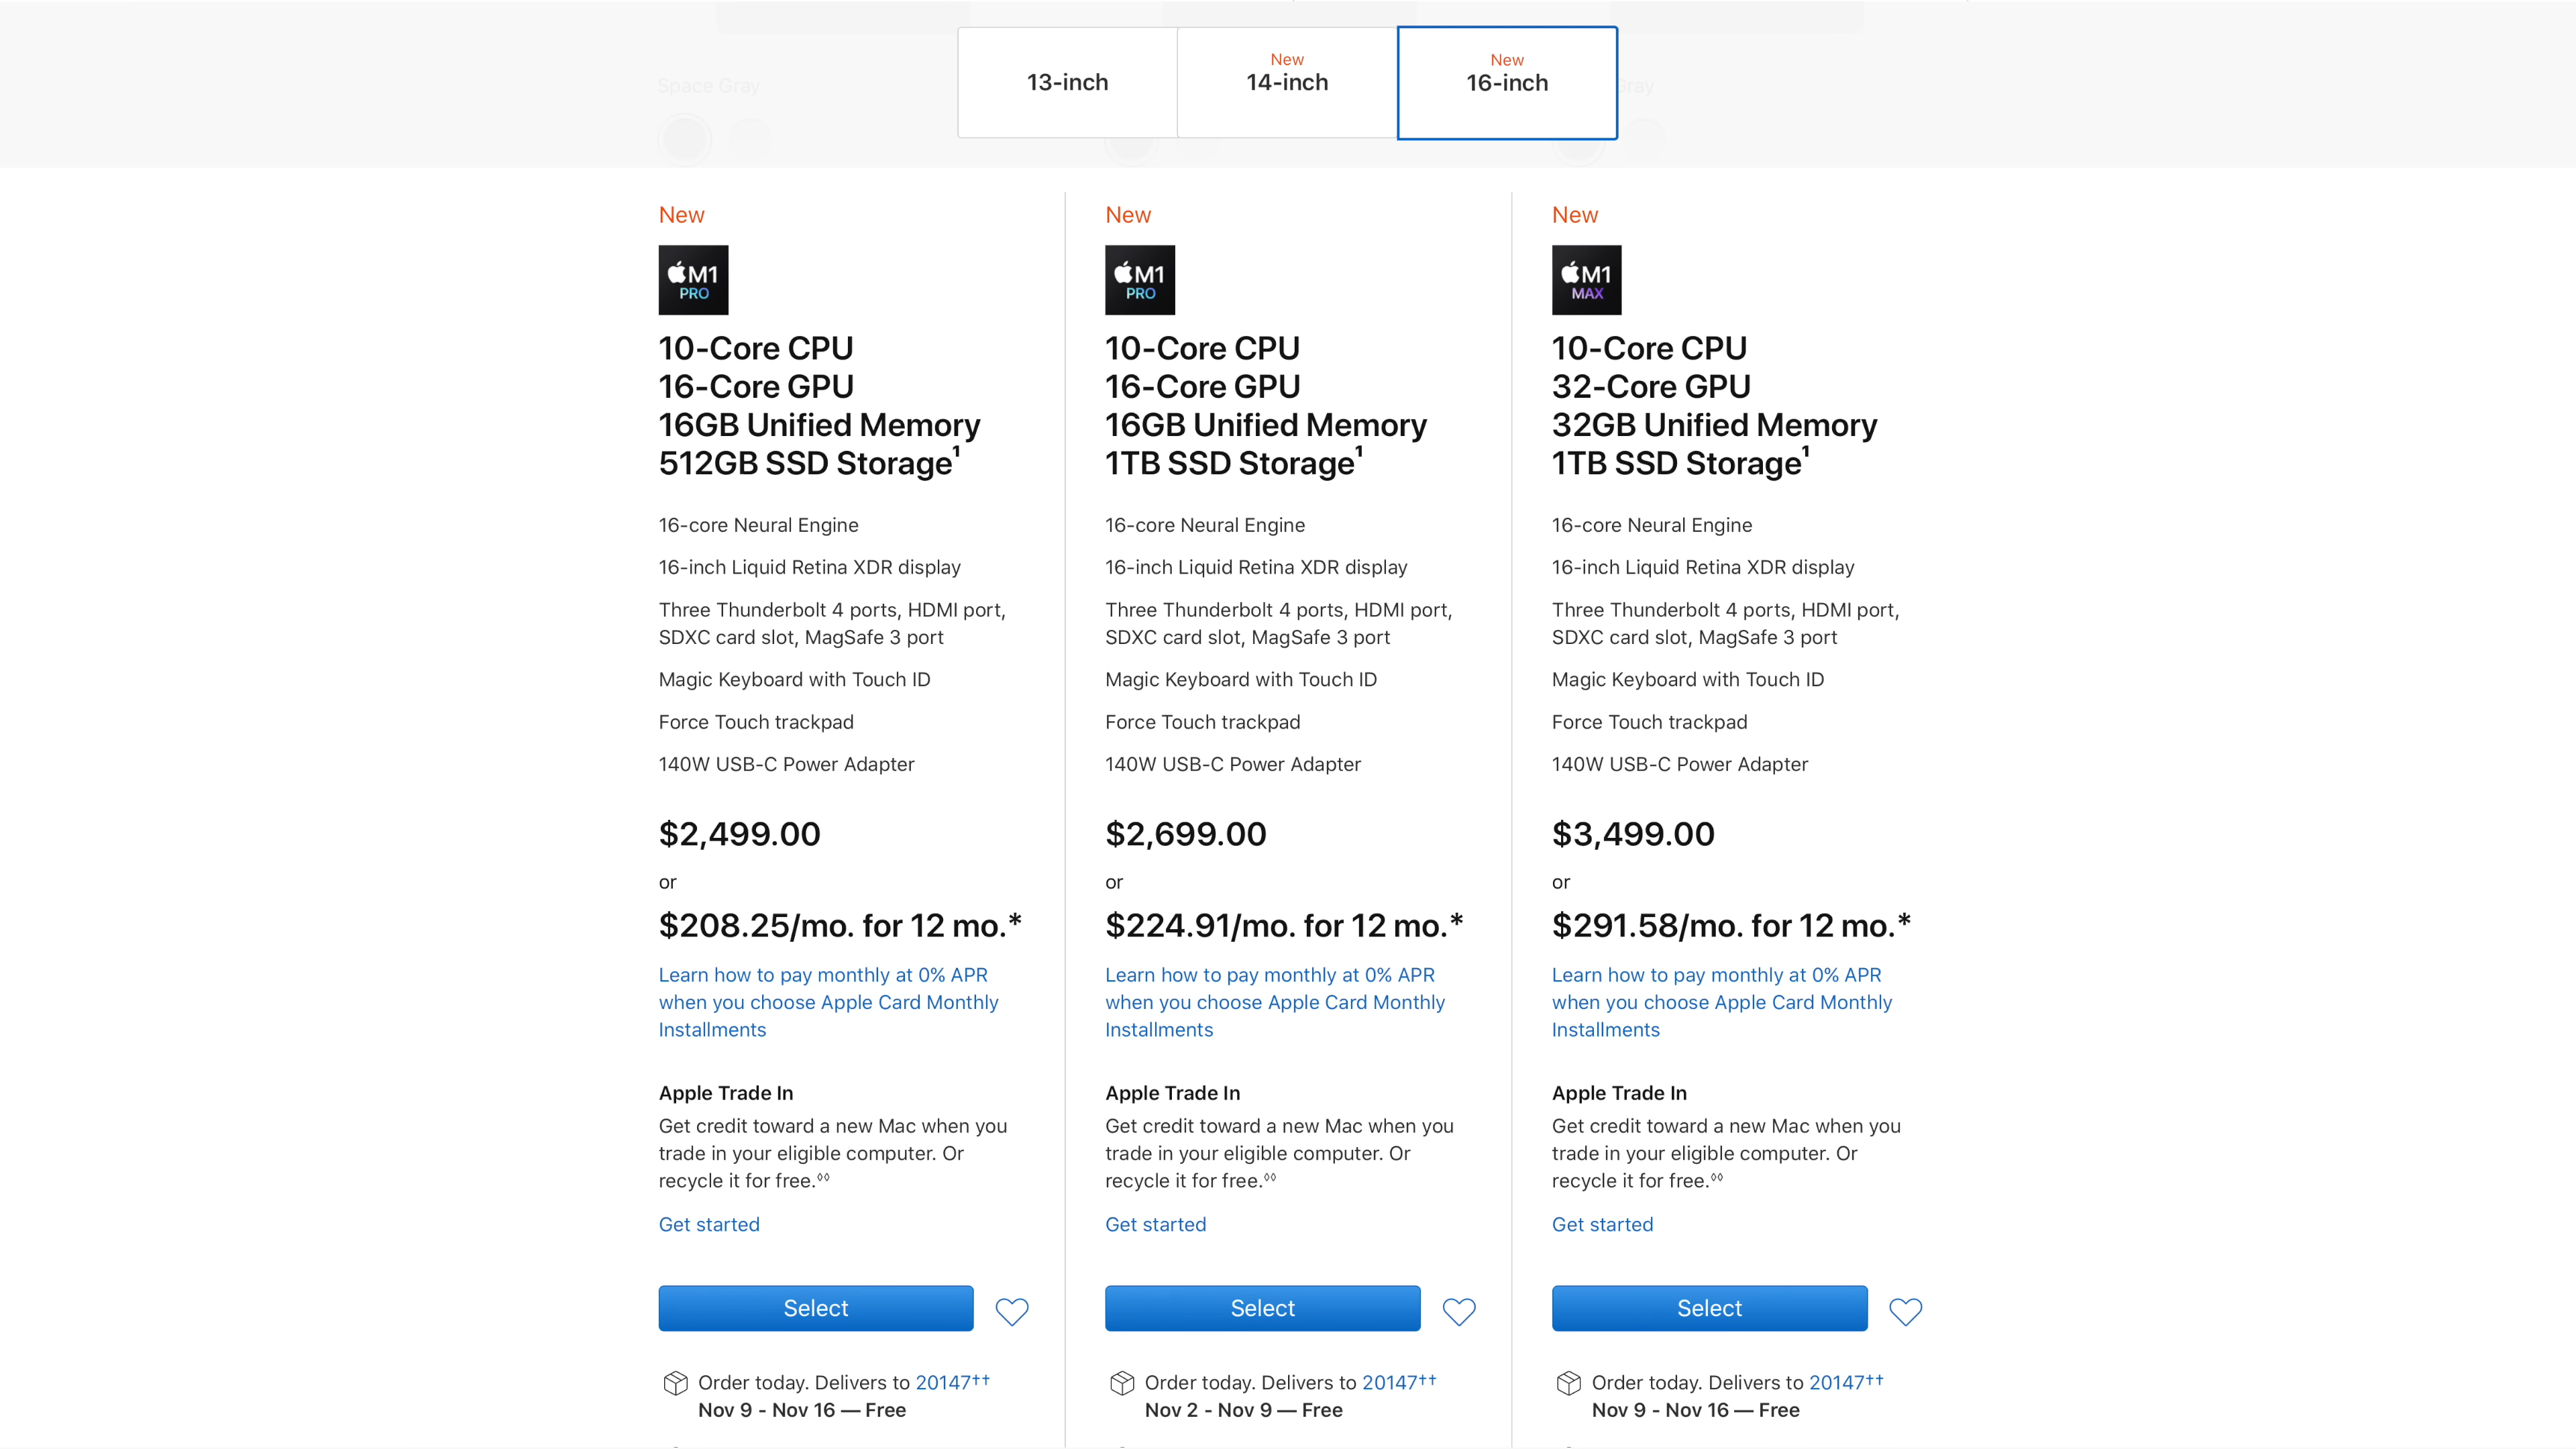 13-inch
New
14-inch
New
16-inch
Space Gray
Gray
New
M1
PRO
10-Core CPU
16-Core GPU
16GB Unified Memory
512GB SSD Storage¹
16-core Neural Engine
16-inch Liquid Retina XDR display
Three Thunderbolt 4 ports, HDMI port,
SDXC card slot, MagSafe 3 port
Magic Keyboard with Touch ID
Force Touch trackpad
140W USB-C Power Adapter
$2,499.00
or
$208.25/mo. for 12 mo.*
Learn how to pay monthly at 0% APR
when you choose Apple Card Monthly
Installments
Apple Trade In
Get credit toward a new Mac when you
trade in your eligible computer. Or
recycle it for free.◊◊
Get started
Select
Order today. Delivers to 20147††
Nov 9 - Nov 16 — Free
New
M1
PRO
10-Core CPU
16-Core GPU
16GB Unified Memory
1TB SSD Storage¹
16-core Neural Engine
16-inch Liquid Retina XDR display
Three Thunderbolt 4 ports, HDMI port,
SDXC card slot, MagSafe 3 port
Magic Keyboard with Touch ID
Force Touch trackpad
140W USB-C Power Adapter
$2,699.00
or
$224.91/mo. for 12 mo.*
Learn how to pay monthly at 0% APR
when you choose Apple Card Monthly
Installments
Apple Trade In
Get credit toward a new Mac when you
trade in your eligible computer. Or
recycle it for free.◊◊
Get started
Select
Order today. Delivers to 20147††
Nov 2 - Nov 9 — Free
New
M1
MAX
10-Core CPU
32-Core GPU
32GB Unified Memory
1TB SSD Storage¹
16-core Neural Engine
16-inch Liquid Retina XDR display
Three Thunderbolt 4 ports, HDMI port,
SDXC card slot, MagSafe 3 port
Magic Keyboard with Touch ID
Force Touch trackpad
140W USB-C Power Adapter
$3,499.00
or
$291.58/mo. for 12 mo.*
Learn how to pay monthly at 0% APR
when you choose Apple Card Monthly
Installments
Apple Trade In
Get credit toward a new Mac when you
trade in your eligible computer. Or
recycle it for free.◊◊
Get started
Select
Order today. Delivers to 20147††
Nov 9 - Nov 16 — Free